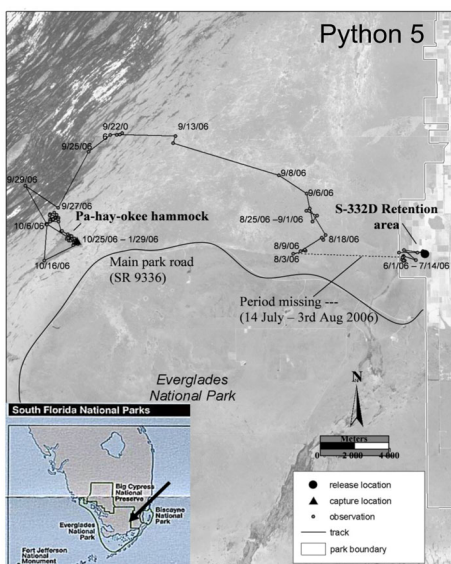 Python 5
9/22/0
6
9/13/06
9/25/06
9/8/06
9/29/06
9/6/06
9/27/06
10/6/06
Pa-hay-okee hammock
8/25/06 –9/1/06
S-332D Retention
area
10/25/06 – 1/29/06
8/18/06
8/9/06
8/3/06
10/16/06
Main park road
(SR 9336)
6/1/06 – 7/14/06
Period missing ---
(14 July – 3rd Aug 2006)
Everglades
National Park
N
Meters
0 2 000 4 000
South Florida National Parks
Big Cypress
National
Preserve
Biscayne
National
Park
Everglades
National
Park
Fort Jefferson
National
Monument
release location
capture location
observation
track
park boundary